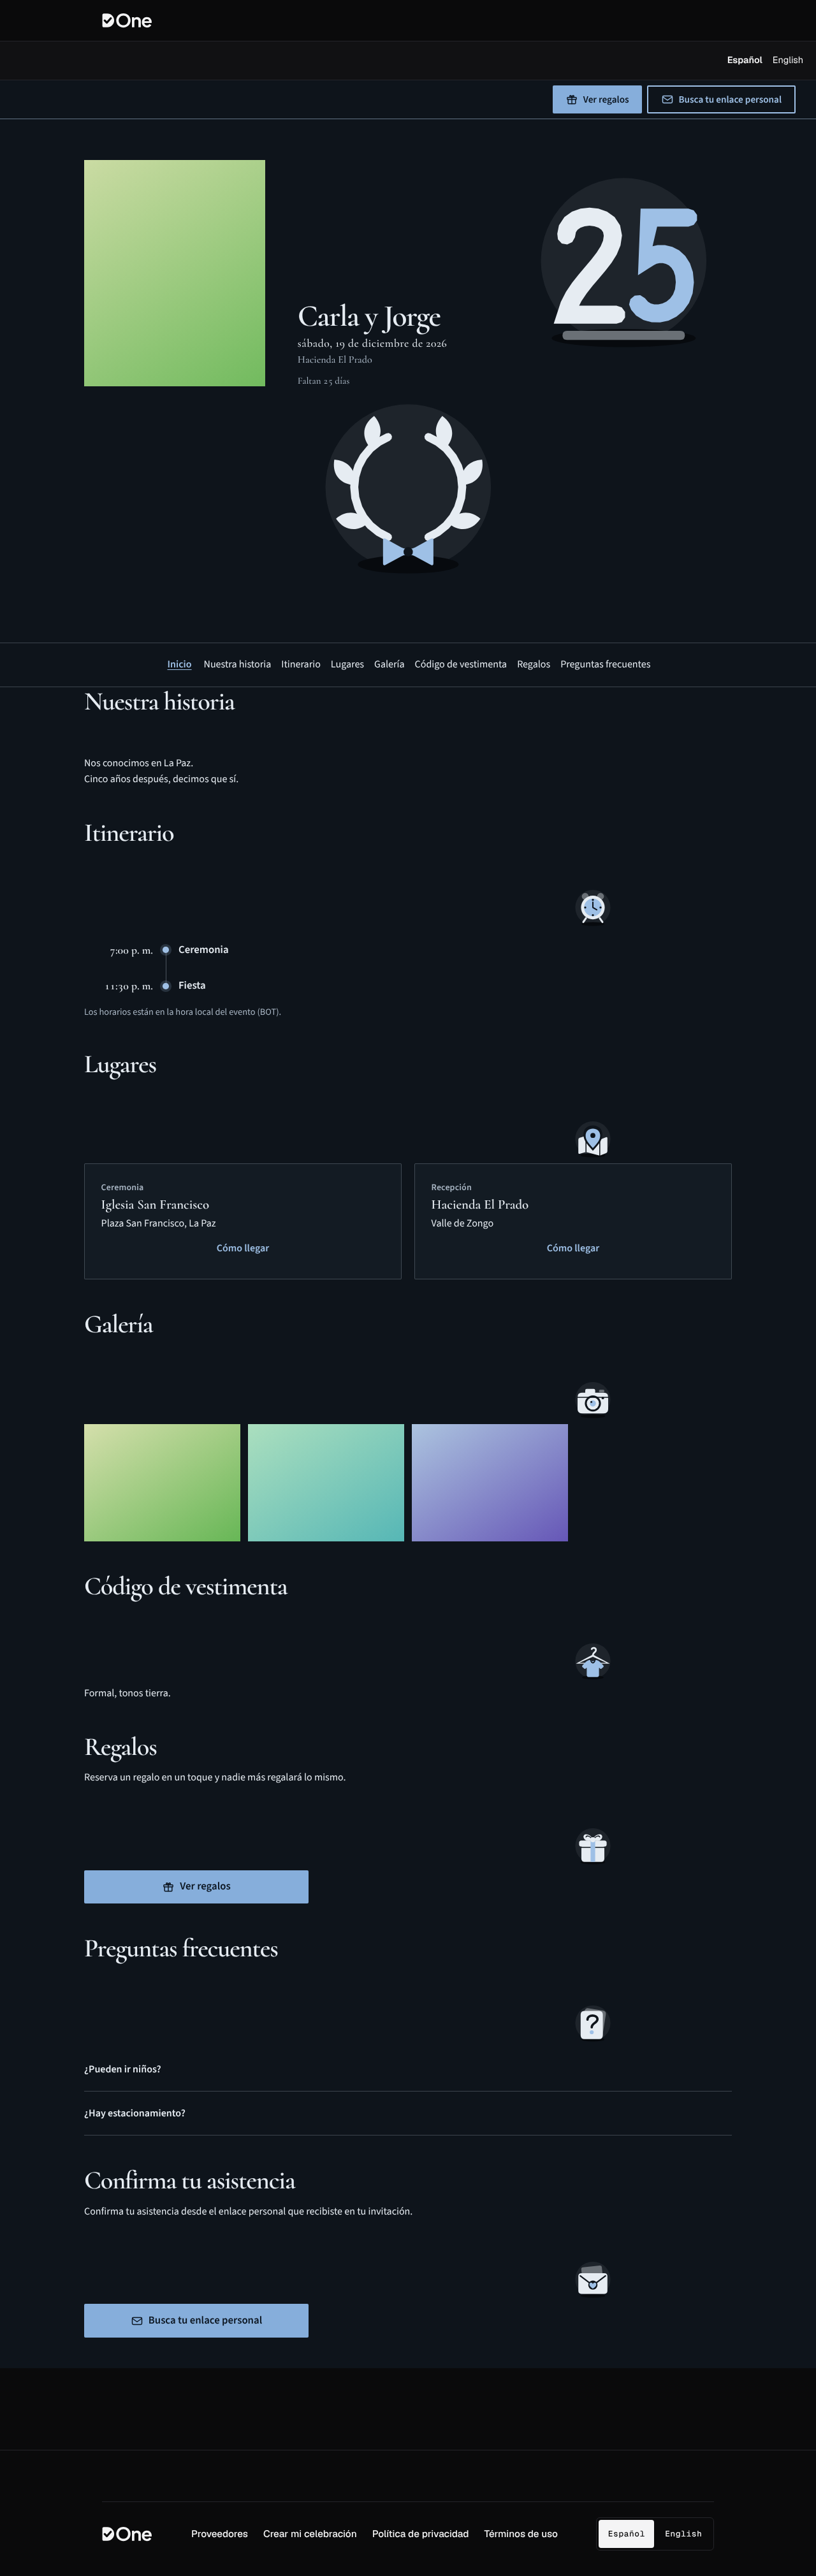 One
Español English
Ver regalos Busca tu enlace personal
25
Carla y Jorge
sábado, 19 de diciembre de 2026
Hacienda El Prado
Faltan 25 días
Inicio Nuestra historia Itinerario Lugares Galería Código de vestimenta Regalos Preguntas frecuentes
Nuestra historia
Nos conocimos en La Paz.
Cinco años después, decimos que sí.
Itinerario
7:00 p. m. Ceremonia
11:30 p. m. Fiesta
Los horarios están en la hora local del evento (BOT).
Lugares
Ceremonia
Iglesia San Francisco
Plaza San Francisco, La Paz
Cómo llegar
Recepción
Hacienda El Prado
Valle de Zongo
Cómo llegar
Galería
Código de vestimenta
Formal, tonos tierra.
Regalos
Reserva un regalo en un toque y nadie más regalará lo mismo.
Ver regalos
Preguntas frecuentes
?
¿Pueden ir niños?
¿Hay estacionamiento?
Confirma tu asistencia
Confirma tu asistencia desde el enlace personal que recibiste en tu invitación.
Busca tu enlace personal
One Proveedores Crear mi celebración Política de privacidad Términos de uso Español English